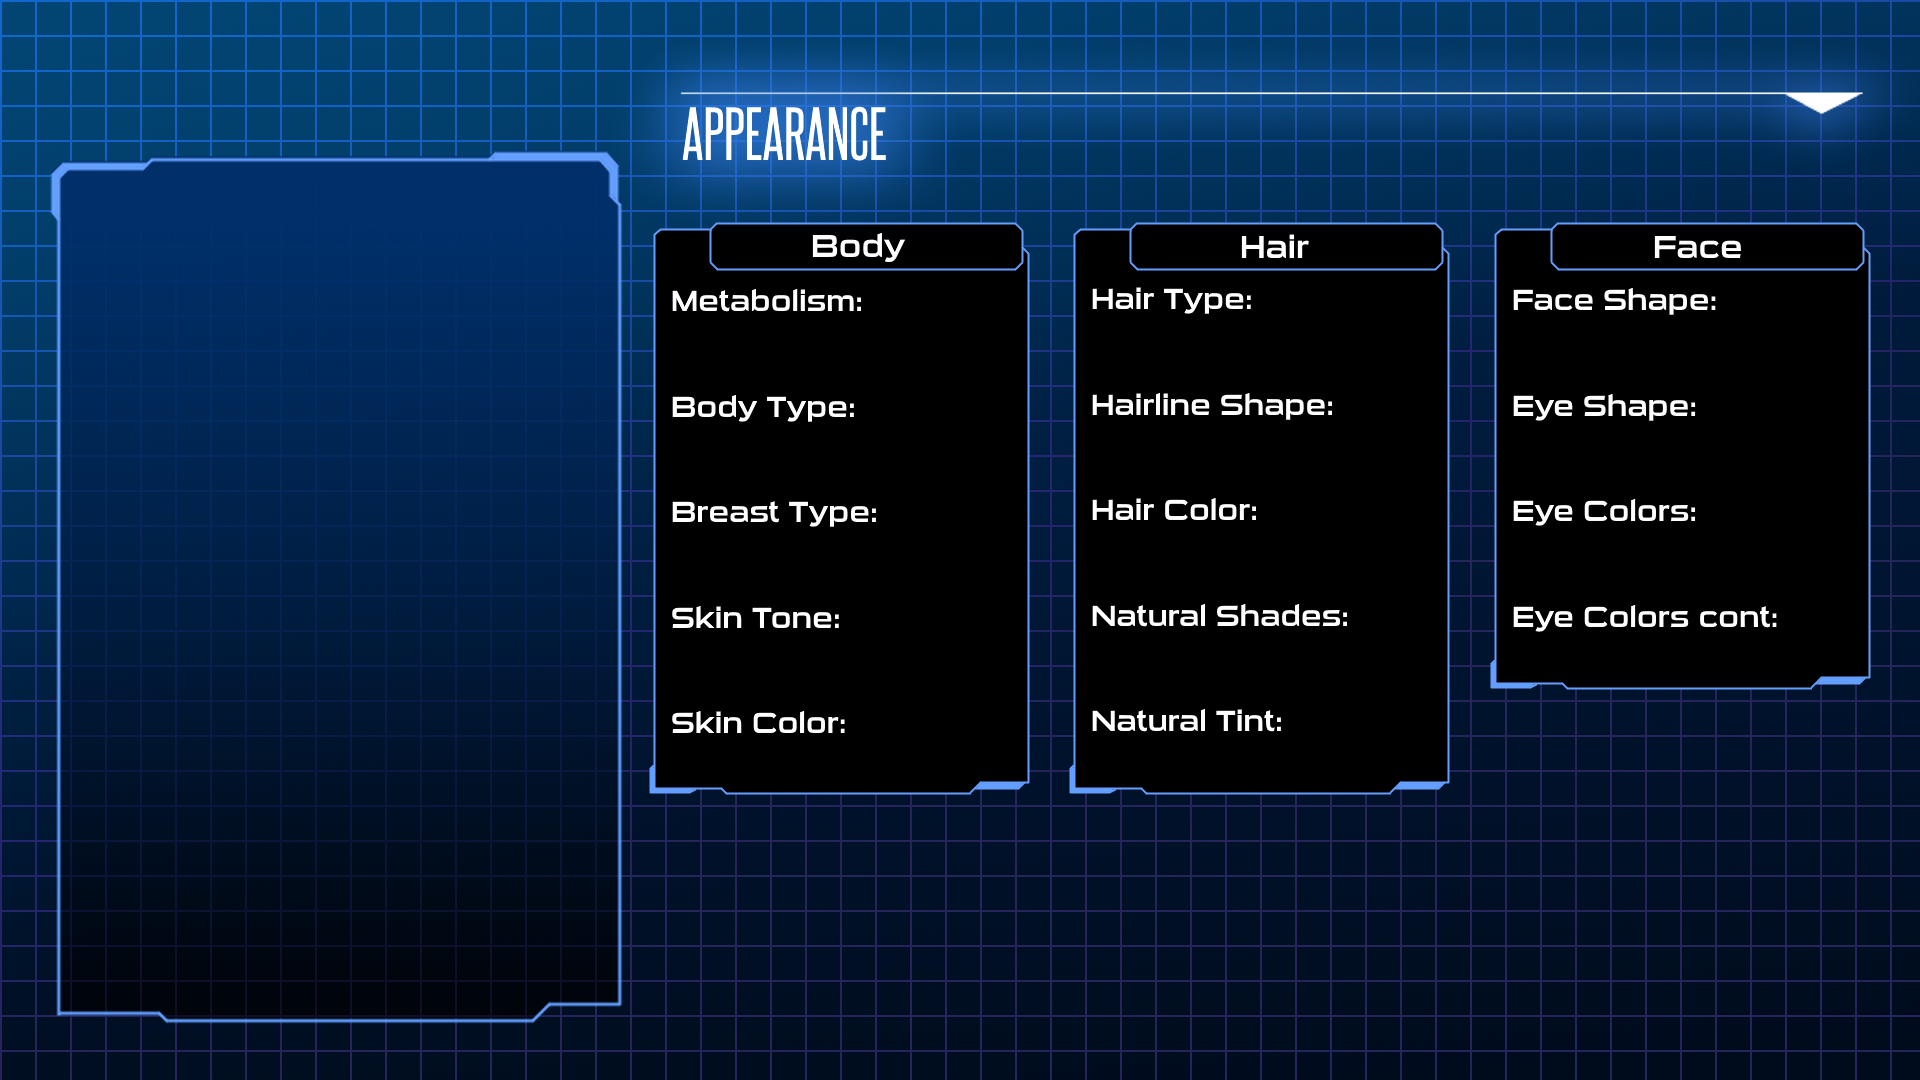 APPEARANCE
Body
Metabolism:
Body Type:
Breast Type:
Skin Tone:
Skin Color:
Hair
Hair Type:
Hairline Shape:
Hair Color:
Natural Shades:
Natural Tint:
Face
Face Shape:
Eye Shape:
Eye Colors:
Eye Colors cont: